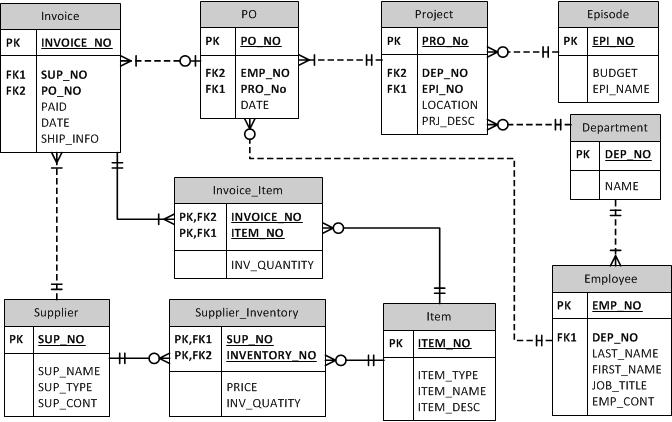 Invoice
PK INVOICE_NO
FK1 SUP_NO
FK2 PO_NO
PAID
DATE
SHIP_INFO
PO
PK PO_NO
FK2 EMP_NO
FK1 PRO_No
DATE
Project
PK PRO_No
FK2 DEP_NO
FK1 EPI_NO
LOCATION
PRJ_DESC
Episode
PK EPI_NO
BUDGET
EPI_NAME
Department
PK DEP_NO
NAME
Invoice_Item
PK,FK2 INVOICE_NO
PK,FK1 ITEM_NO
INV_QUANTITY
Employee
PK EMP_NO
FK1 DEP_NO
LAST_NAME
FIRST_NAME
JOB_TITLE
EMP_CONT
Supplier
PK SUP_NO
SUP_NAME
SUP_TYPE
SUP_CONT
Supplier_Inventory
PK,FK1 SUP_NO
PK,FK2 INVENTORY_NO
PRICE
INV_QUATITY
Item
PK ITEM_NO
ITEM_TYPE
ITEM_NAME
ITEM_DESC